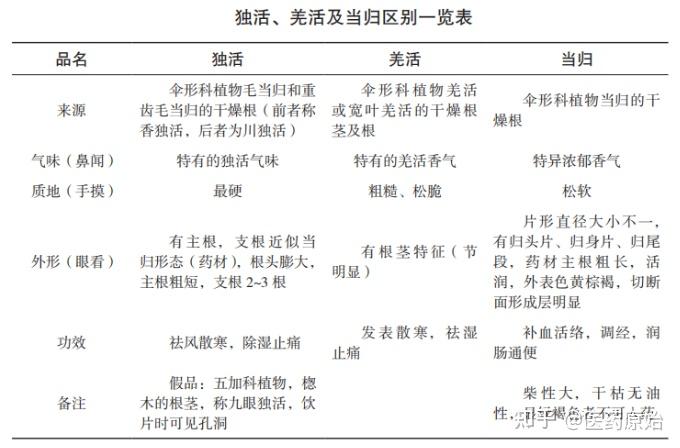 独活、羌活及当归区别一览表
品名 独活 羌活 当归
来源
伞形科植物毛当归和重
齿毛当归的干燥根（前者称
香独活，后者为川独活）
伞形科植物羌活
或宽叶羌活的干燥根
茎及根
伞形科植物当归的干
燥根
气味（鼻闻） 特有的独活气味 特有的羌活香气 特异浓郁香气
质地（手摸） 最硬 粗糙、松脆 松软
外形（眼看）
有主根，支根近似当
归形态（药材），根头膨大，
主根粗短，支根 2~3 根
有根茎特征（节
明显）
片形直径大小不一，
有归头片、归身片、归尾
段，药材主根粗长，活
润，外表色黄棕褐，切断
面形成层明显
功效
祛风散寒，除湿止痛
发表散寒，祛湿
止痛
补血活络，调经，润
肠通便
备注
假品：五加科植物，楤
木的根茎，称九眼独活，饮
片时可见孔洞
柴性大，干枯无油
性，褐色者不可入药
知乎 @医药原始